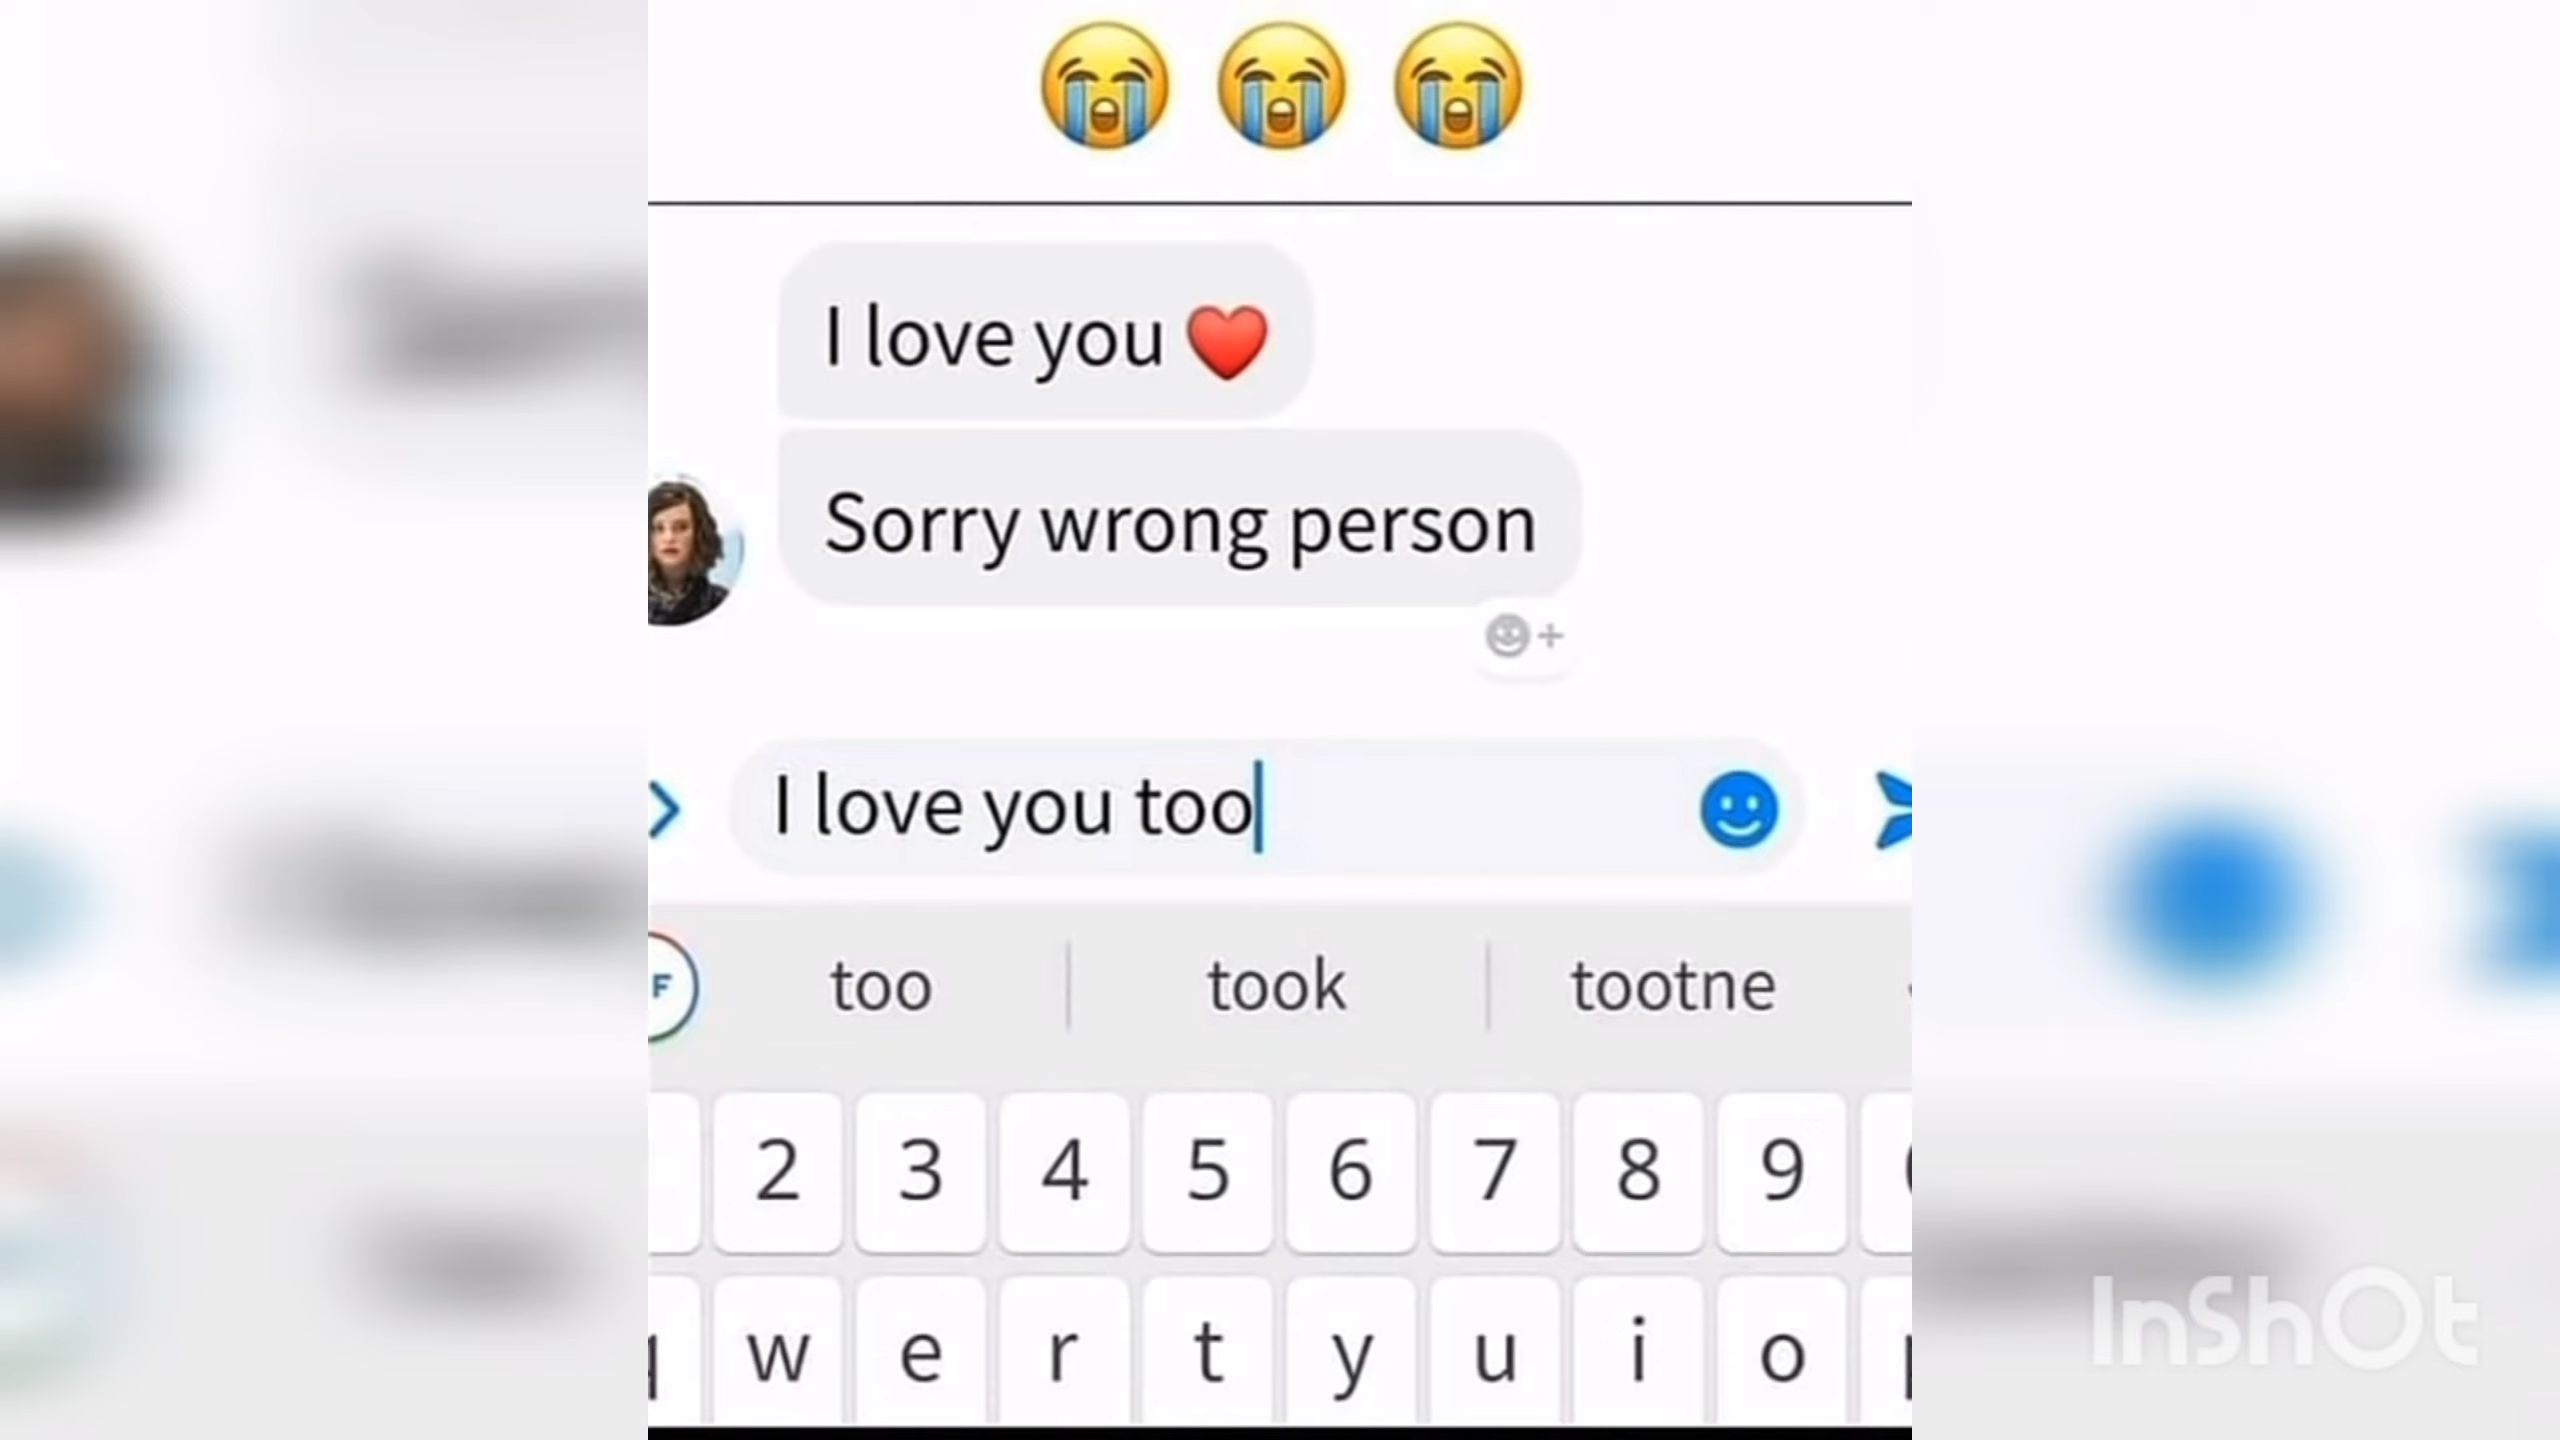 😭 😭 😭
I love you ❤️
Sorry wrong person
I love you too
F
too took tootne
2 3 4 5 6 7 8 9
w e r t y u i o
InShOt